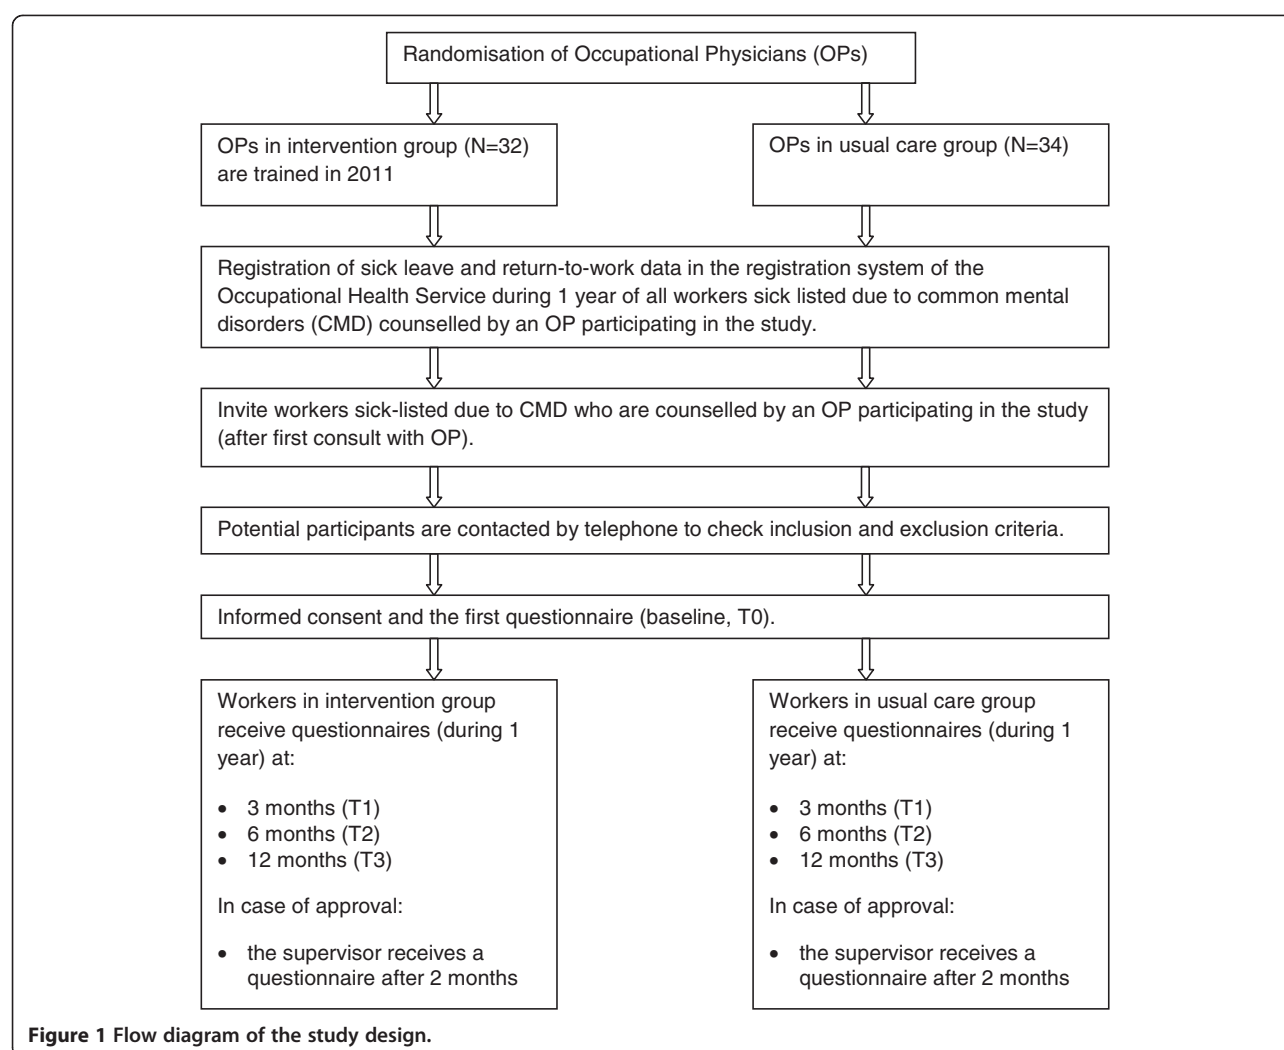 Randomisation of Occupational Physicians (OPs)
OPs in intervention group (N=32)
are trained in 2011
OPs in usual care group (N=34)
Registration of sick leave and return-to-work data in the registration system of the
Occupational Health Service during 1 year of all workers sick listed due to common mental
disorders (CMD) counselled by an OP participating in the study.
Invite workers sick-listed due to CMD who are counselled by an OP participating in the study
(after first consult with OP).
Potential participants are contacted by telephone to check inclusion and exclusion criteria.
Informed consent and the first questionnaire (baseline, T0).
Workers in intervention group
receive questionnaires (during 1
year) at:
• 3 months (T1)
• 6 months (T2)
• 12 months (T3)
In case of approval:
• the supervisor receives a
questionnaire after 2 months
Workers in usual care group
receive questionnaires (during 1
year) at:
• 3 months (T1)
• 6 months (T2)
• 12 months (T3)
In case of approval:
• the supervisor receives a
questionnaire after 2 months
Figure 1 Flow diagram of the study design.